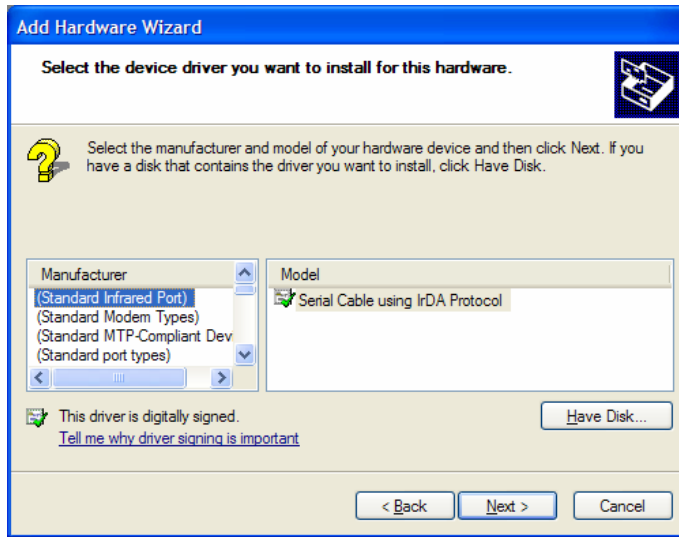 Add Hardware Wizard
Select the device driver you want to install for this hardware.
Select the manufacturer and model of your hardware device and then click Next. If you
have a disk that contains the driver you want to install, click Have Disk.
Manufacturer
(Standard Infrared Port)
(Standard Modem Types)
(Standard MTP-Compliant Devi
(Standard port types)
Model
Serial Cable using IrDA Protocol
This driver is digitally signed.
Tell me why driver signing is important
Have Disk...
< Back
Next >
Cancel